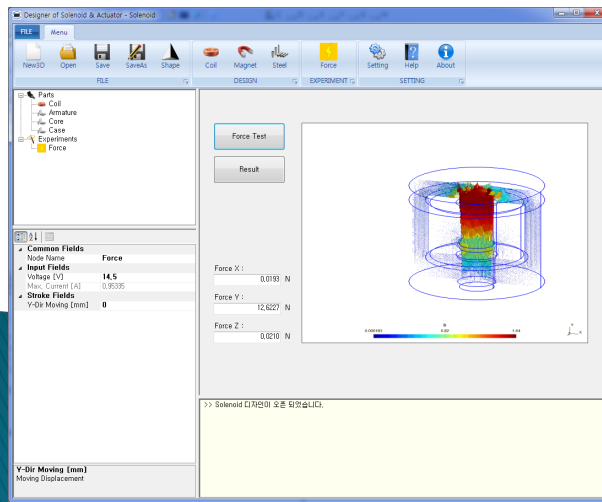 Designer of Solenoid & Actuator - Solenoid
FILE Menu
New3D Open Save SaveAs Shape Coil Magnet Steel Force Setting Help About
FILE DESIGN EXPERIMENT SETTING
Parts
Coil
Armature
Core
Case
Experiments
Force
Force Test
Result
Common Fields
Node Name Force
Input Fields
Voltage [V] 14,5
Max, Current [A] 0,95335
Stroke Fields
Y-Dir Moving [mm] 0
Force X :
0,0193 N
Force Y :
12,6227 N
Force Z :
0,0210 N
>> Solenoid 디자인이 오픈 되었습니다,
Y-Dir Moving [mm]
Moving Displacement